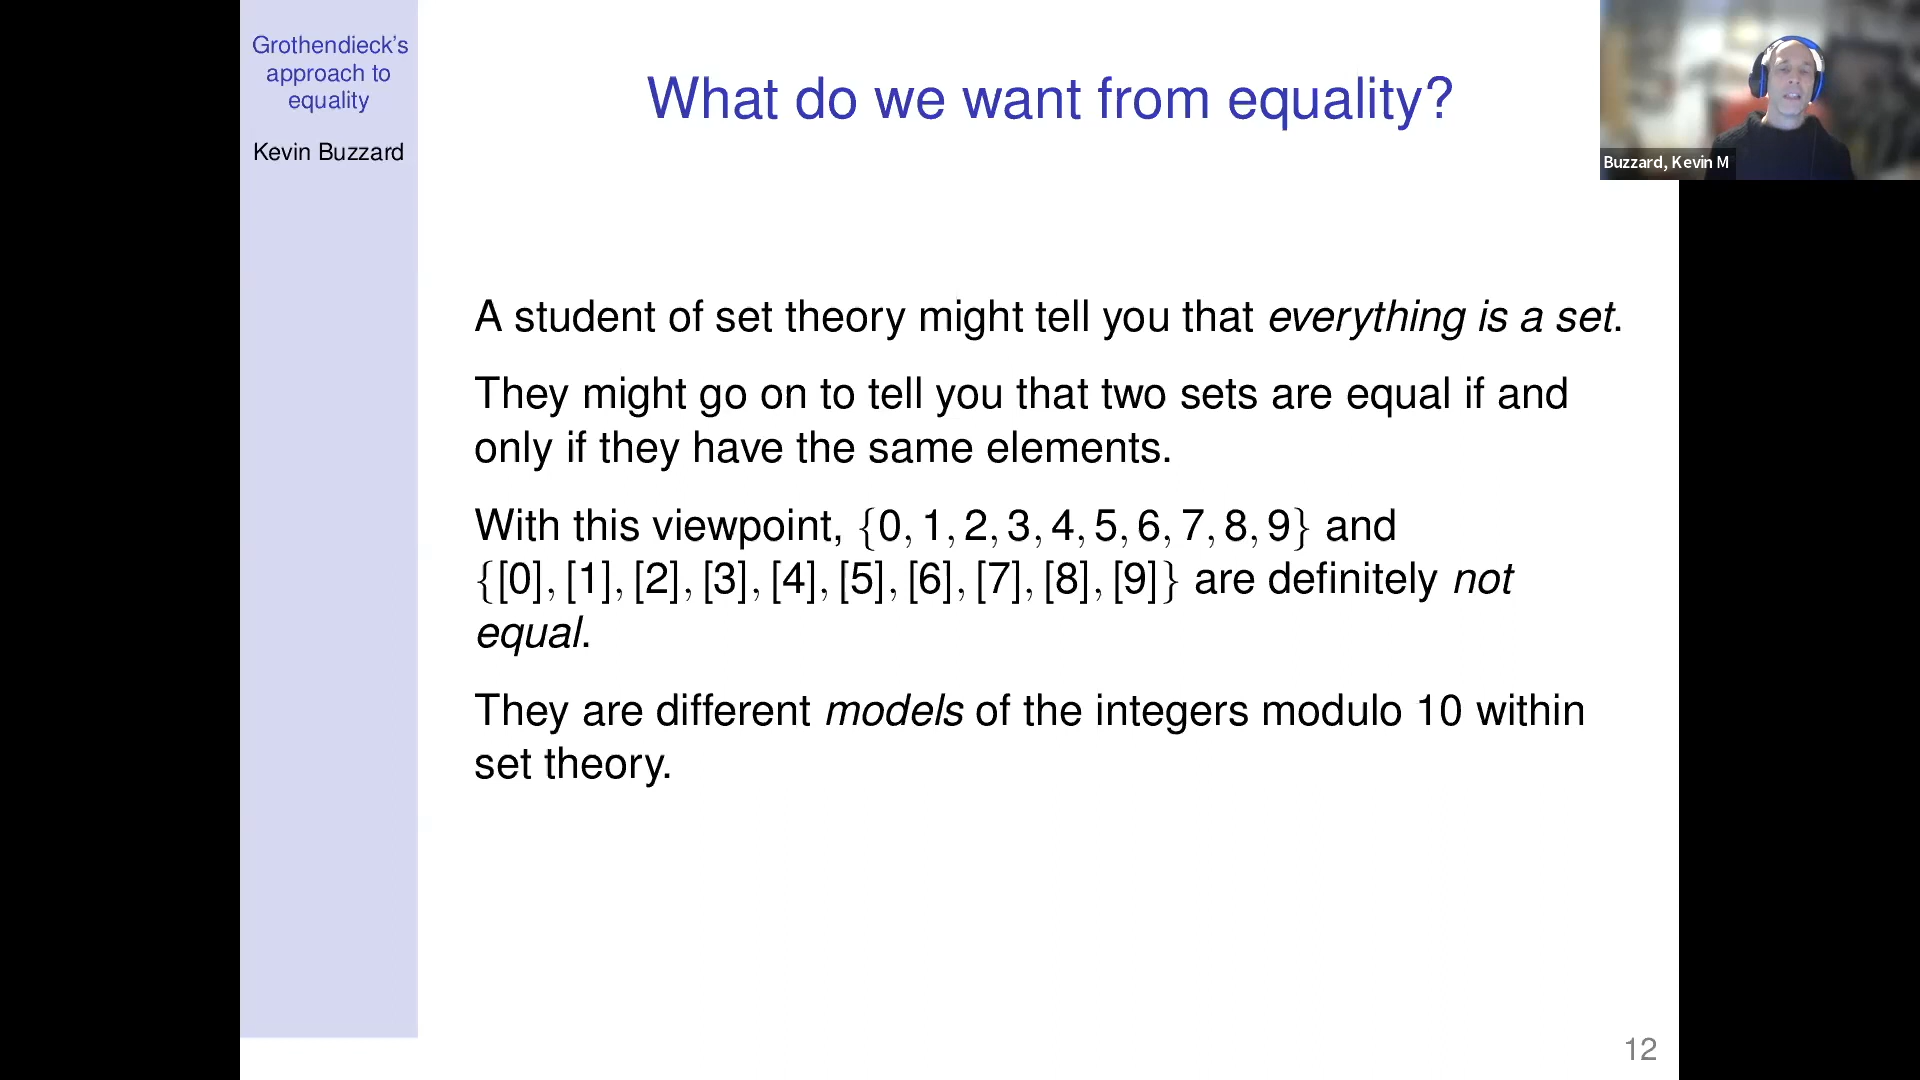 Grothendieck's
approach to
equality
Kevin Buzzard
What do we want from equality?
Buzzard, Kevin M
A student of set theory might tell you that everything is a set.
They might go on to tell you that two sets are equal if and
only if they have the same elements.
With this viewpoint, {0, 1, 2, 3, 4, 5, 6, 7, 8, 9} and
{[0], [1], [2], [3], [4], [5], [6], [7], [8], [9]} are definitely not
equal.
They are different models of the integers modulo 10 within
set theory.
12